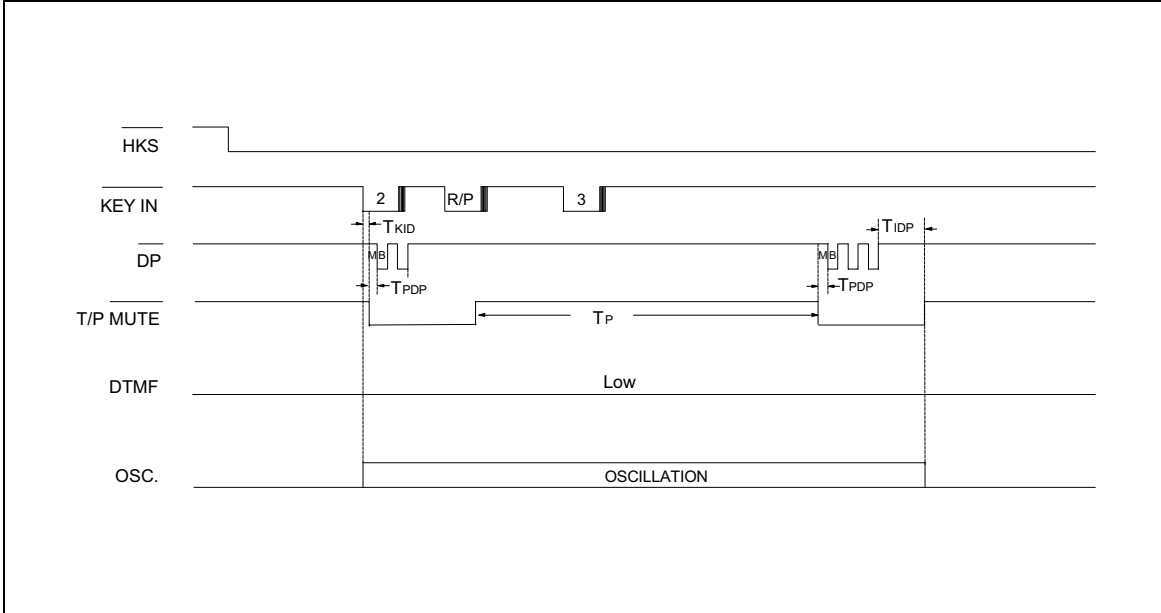 HKS
KEY IN
2
R/P
3
TKID
TIDP
DP
MB
MB
TPDP
TPDP
T/P MUTE
TP
DTMF
Low
OSC.
OSCILLATION